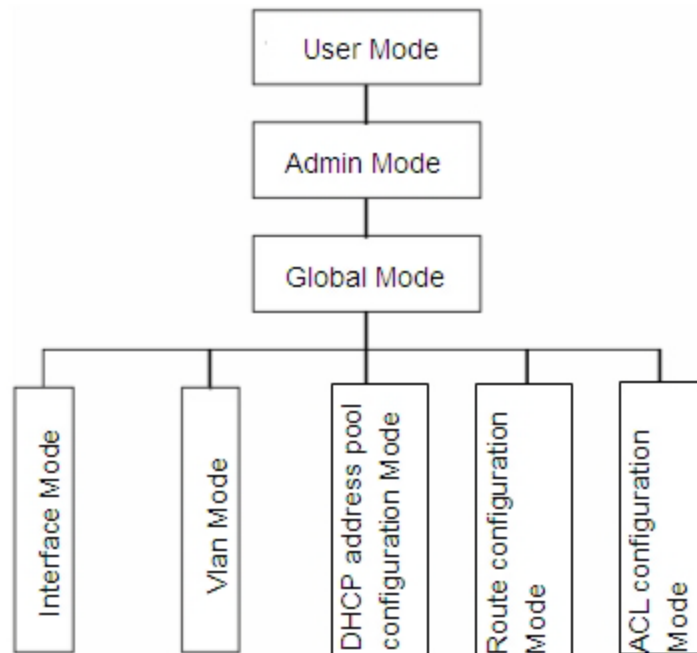 User Mode
Admin Mode
Global Mode
Interface Mode
Vlan Mode
DHCP address pool
configuration Mode
Route configuration
Mode
ACL configuration
Mode